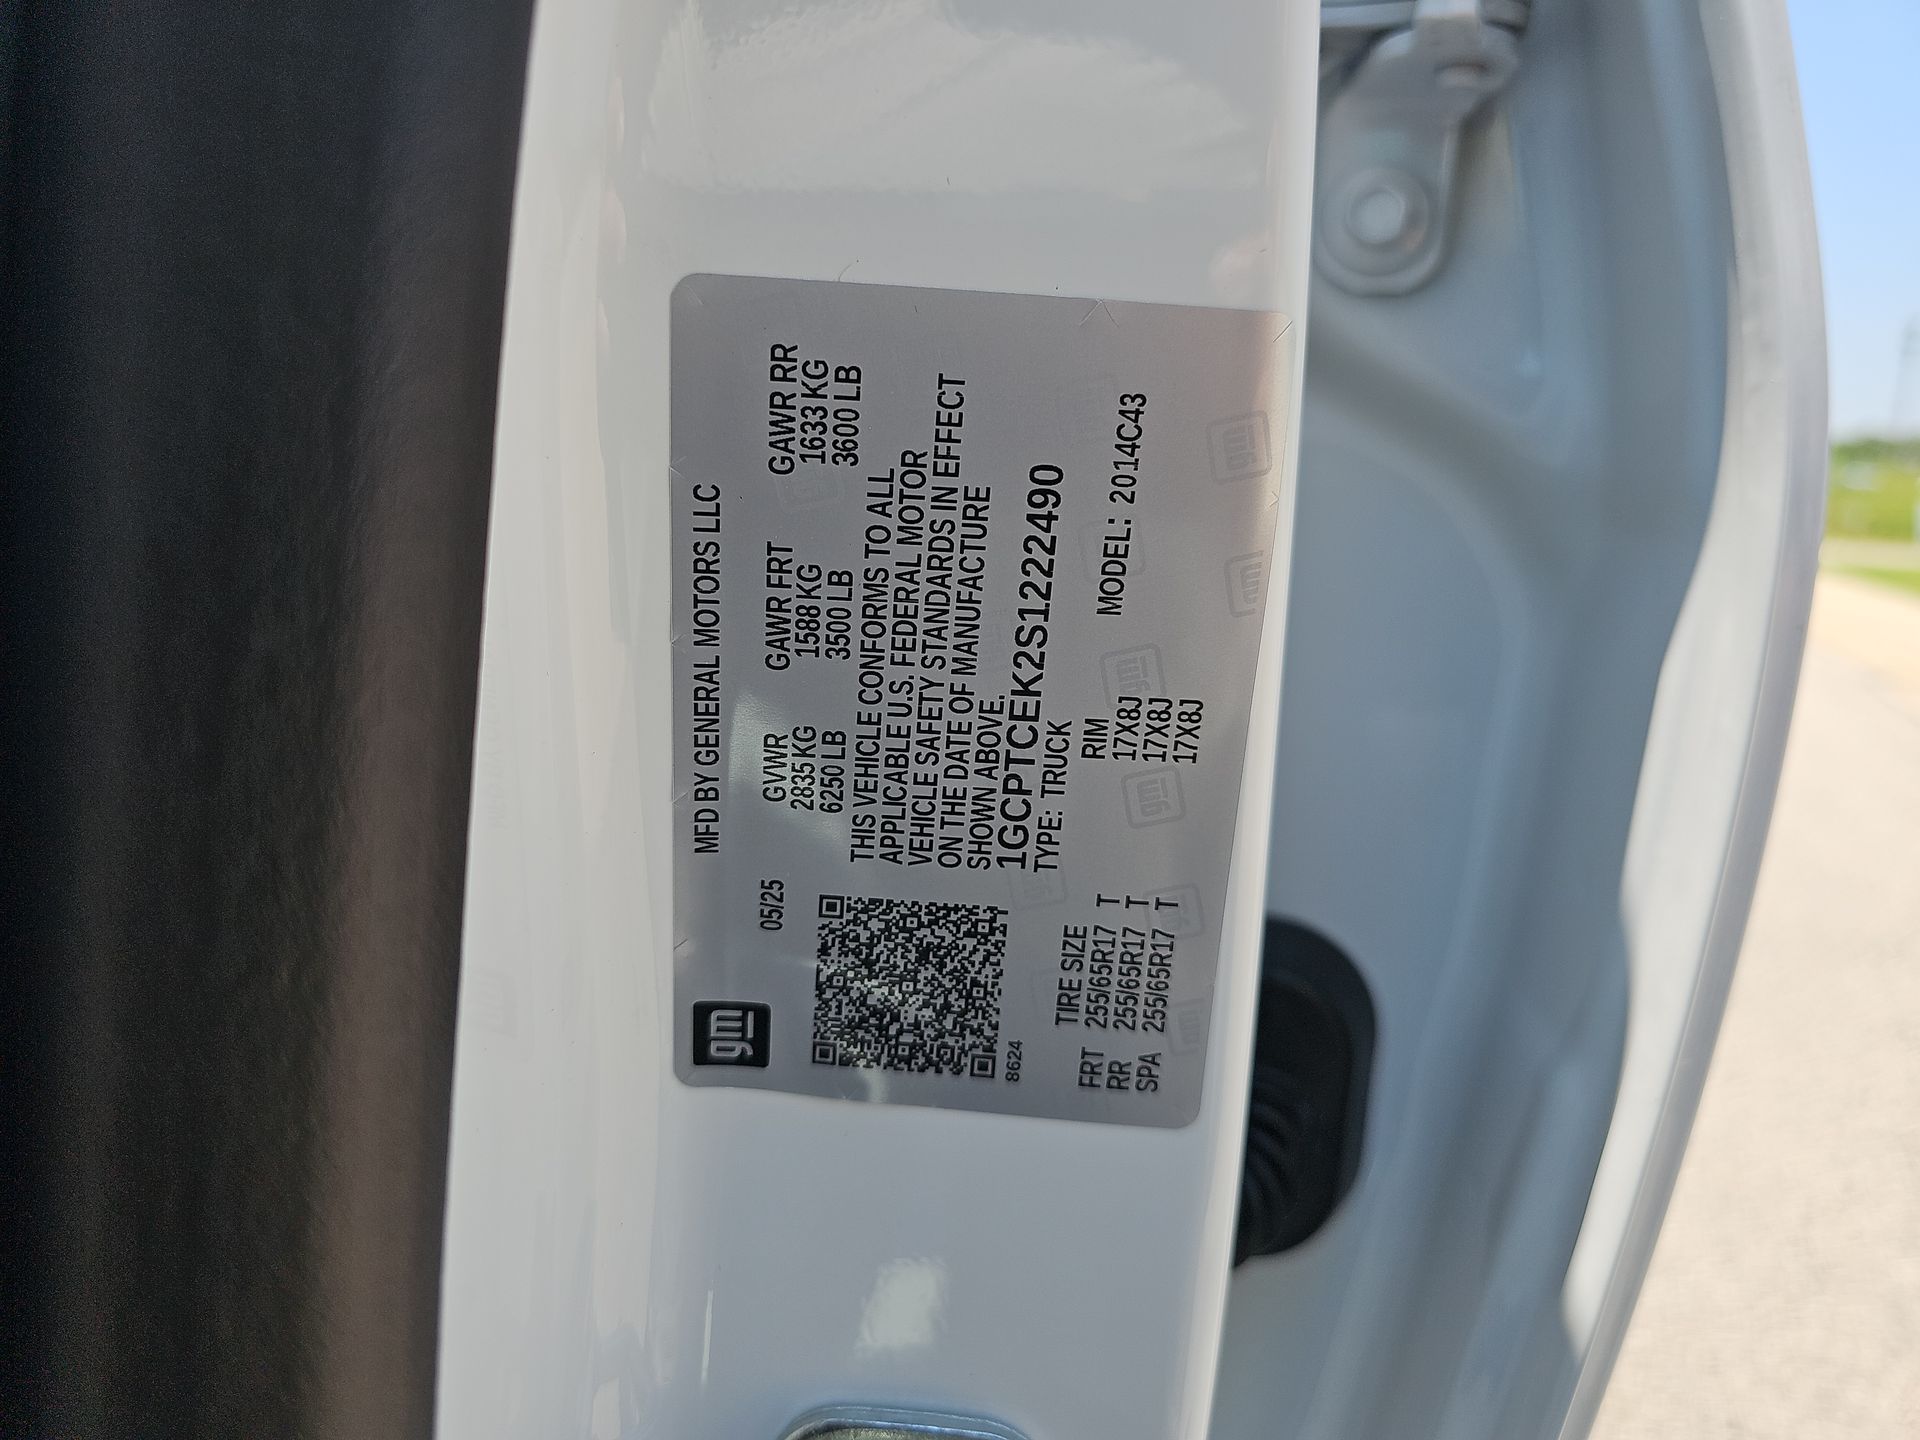 gm
MFD BY GENERAL MOTORS LLC
05/25
GVWR GAWR FRT GAWR RR
2835 KG 1588 KG 1633 KG
6250 LB 3500 LB 3600 LB
THIS VEHICLE CONFORMS TO ALL
APPLICABLE U.S. FEDERAL MOTOR
VEHICLE SAFETY STANDARDS IN EFFECT
ON THE DATE OF MANUFACTURE
SHOWN ABOVE.
1GCPTCEK2S1222490
TYPE: TRUCK
MODEL: 2014C43
8624
TIRE SIZE RIM
FRT 255/65R17 T 17X8J
RR 255/65R17 T 17X8J
SPA 255/65R17 T 17X8J